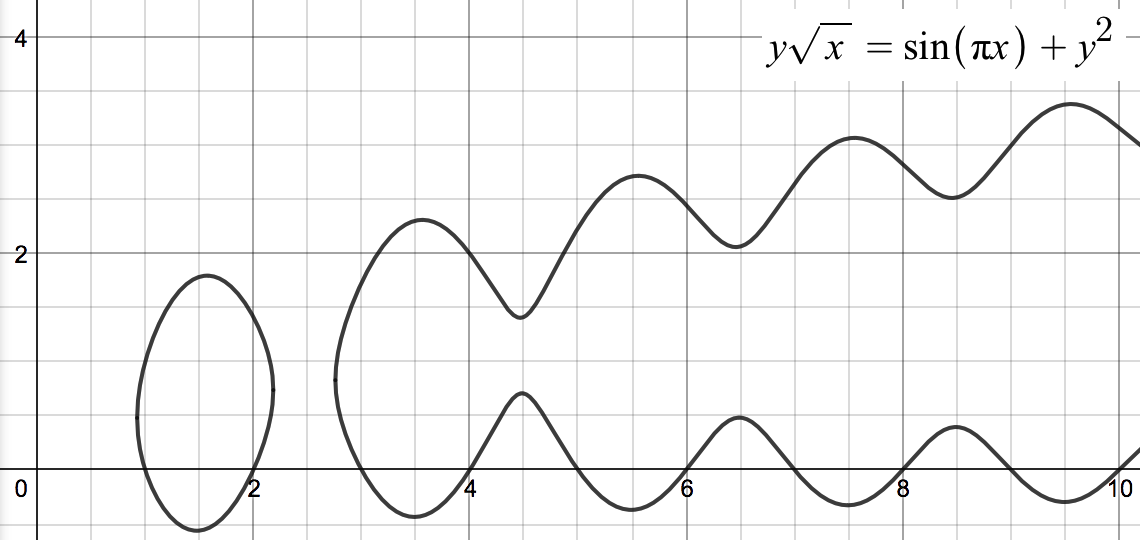 4
y√x = sin(πx) + y²
2
0 2 4 6 8 10